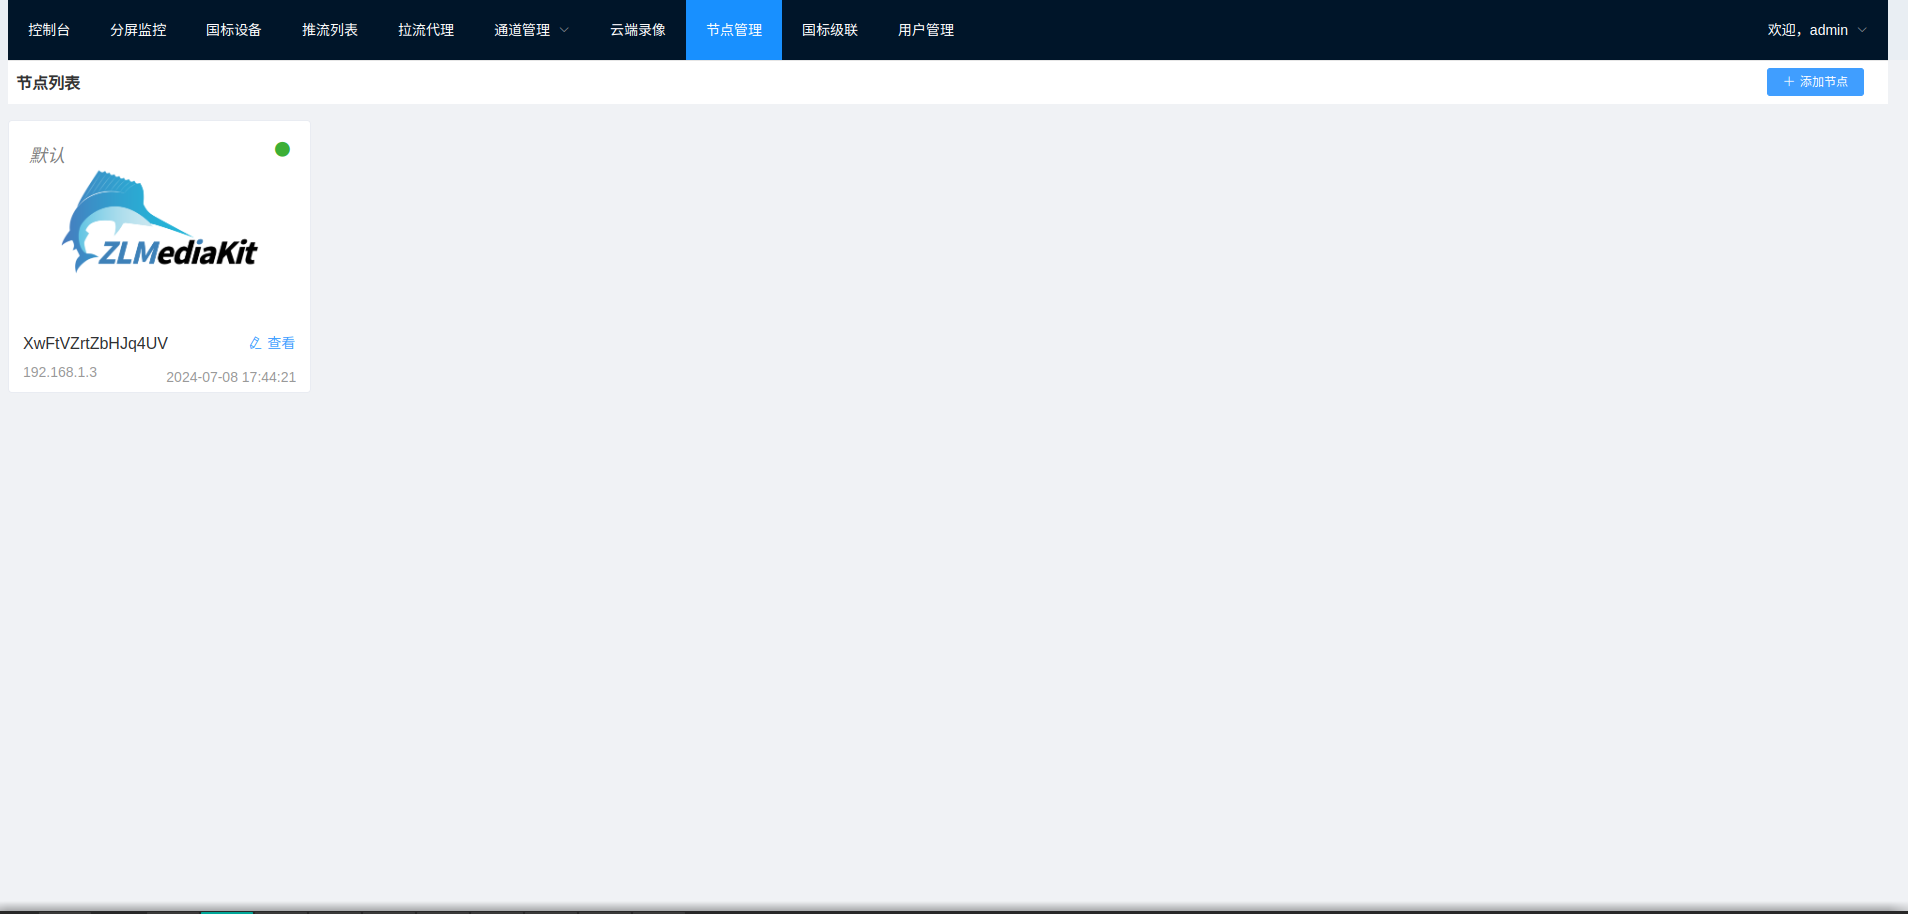 控制台 分屏监控 国标设备 推流列表 拉流代理 通道管理 云端录像 节点管理 国标级联 用户管理 欢迎，admin
节点列表 添加节点
默认
ZLMediaKit
XwFtVZrtZbHJq4UV 查看
192.168.1.3 2024-07-08 17:44:21